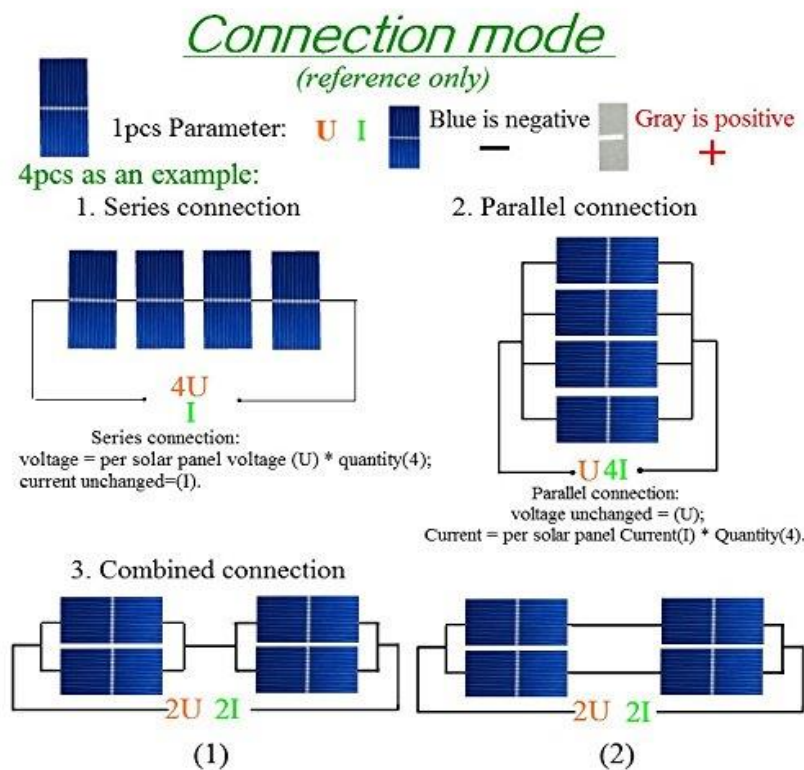 Connection mode
(reference only)
1pcs Parameter: U I Blue is negative Gray is positive
− +
4pcs as an example:
1. Series connection
2. Parallel connection
4U
I
Series connection:
voltage = per solar panel voltage (U) * quantity(4);
current unchanged=(I).
U 4I
Parallel connection:
voltage unchanged = (U);
Current = per solar panel Current(I) * Quantity(4).
3. Combined connection
2U 2I
2U 2I
(1)
(2)